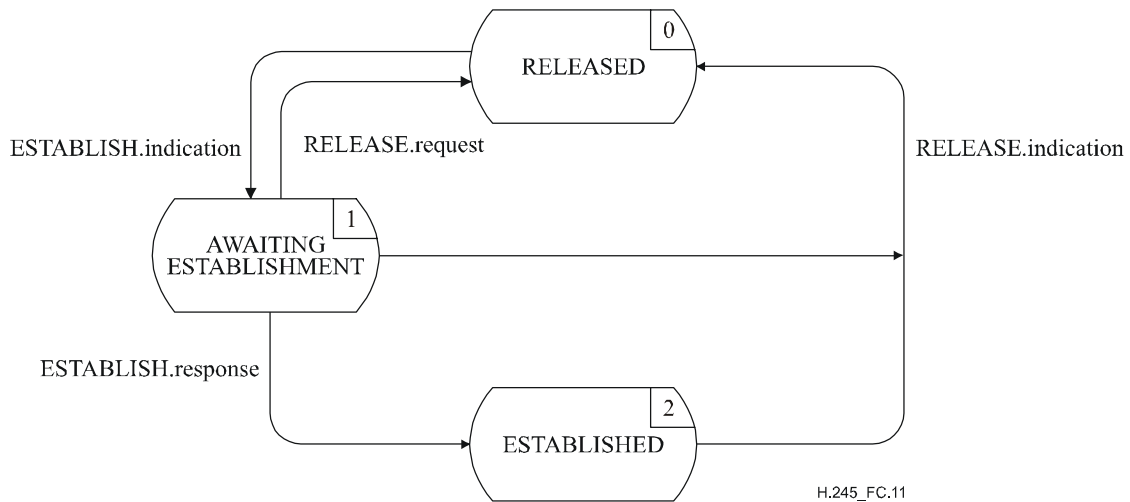 0
RELEASED
ESTABLISH.indication
RELEASE.request
RELEASE.indication
1
AWAITING
ESTABLISHMENT
ESTABLISH.response
2
ESTABLISHED
H.245_FC.11